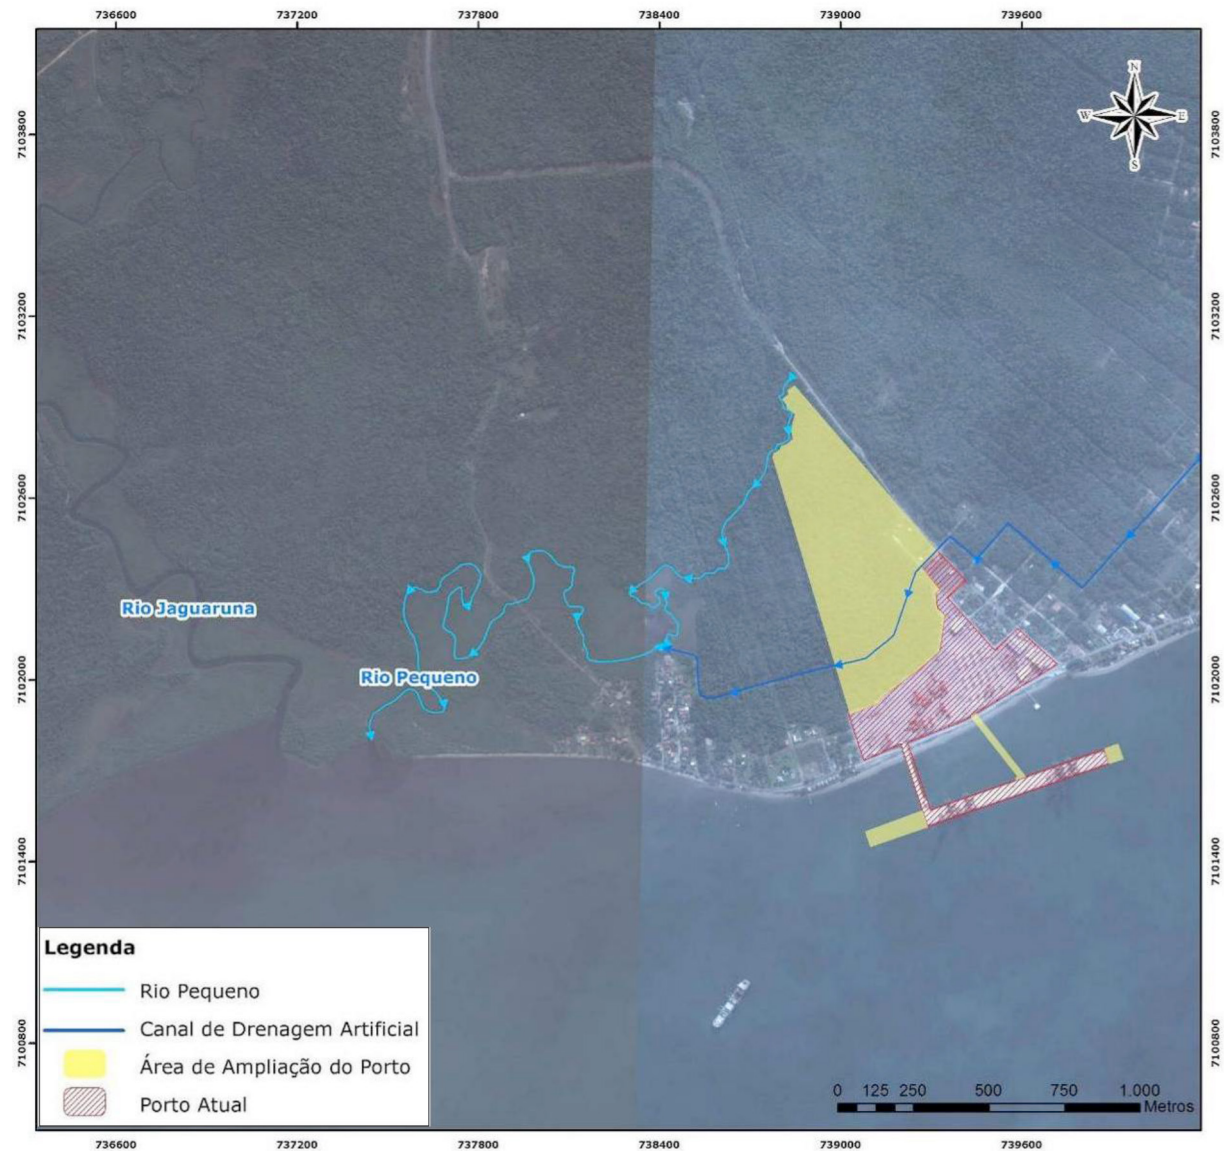 736600 737200 737800 738400 739000 739600
N
W E
S
7103800 7103800
7103200 7103200
7102600 7102600
Rio Jaguaruna
Rio Pequeno
7102000 7102000
7101400 7101400
Legenda
Rio Pequeno
Canal de Drenagem Artificial
Área de Ampliação do Porto
Porto Atual
7100800 7100800
0 125 250 500 750 1.000
Metros
736600 737200 737800 738400 739000 739600